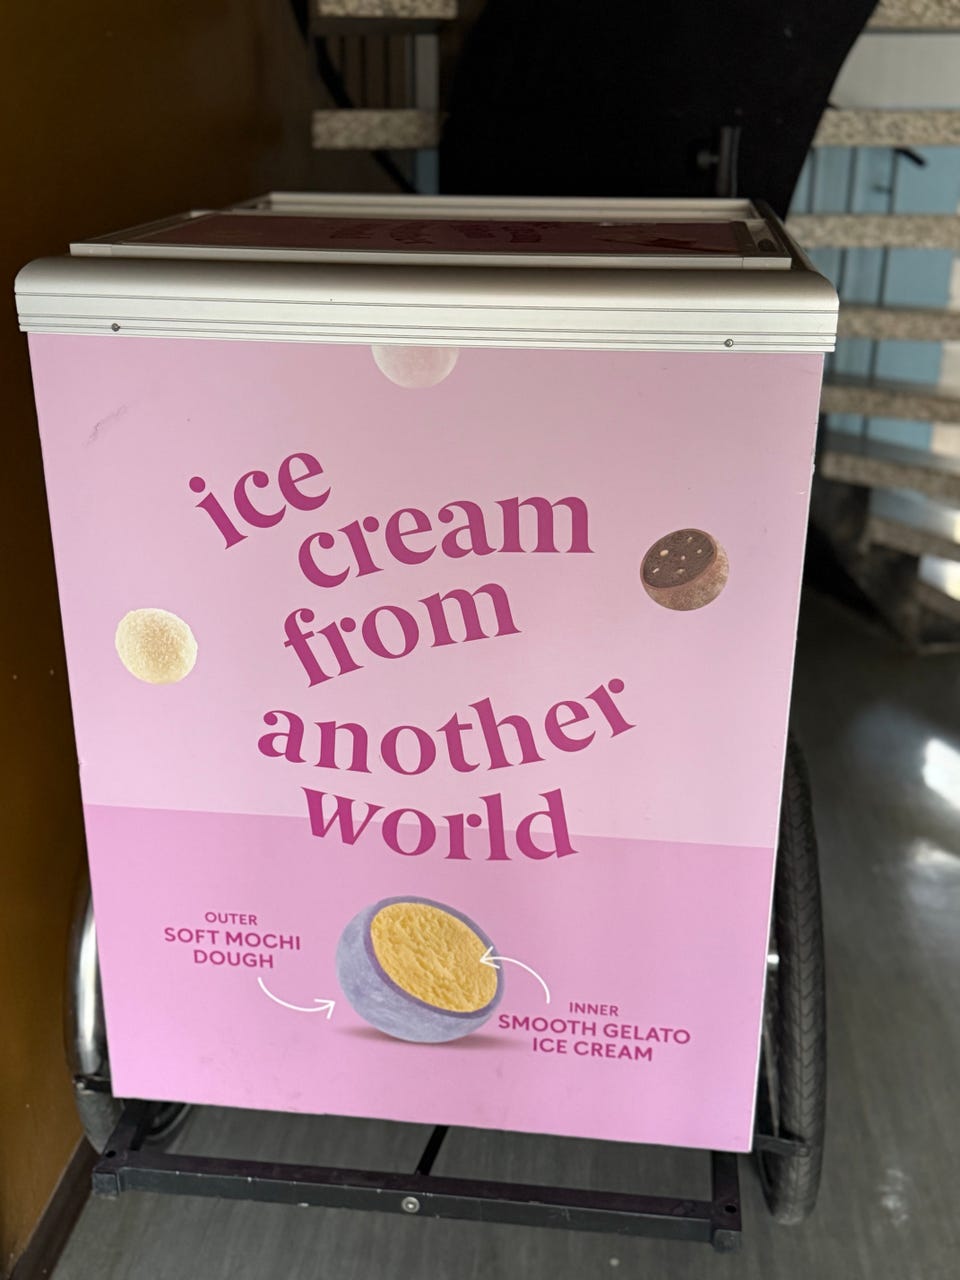 ice
cream
from
another
world
OUTER
SOFT MOCHI
DOUGH
INNER
SMOOTH GELATO
ICE CREAM